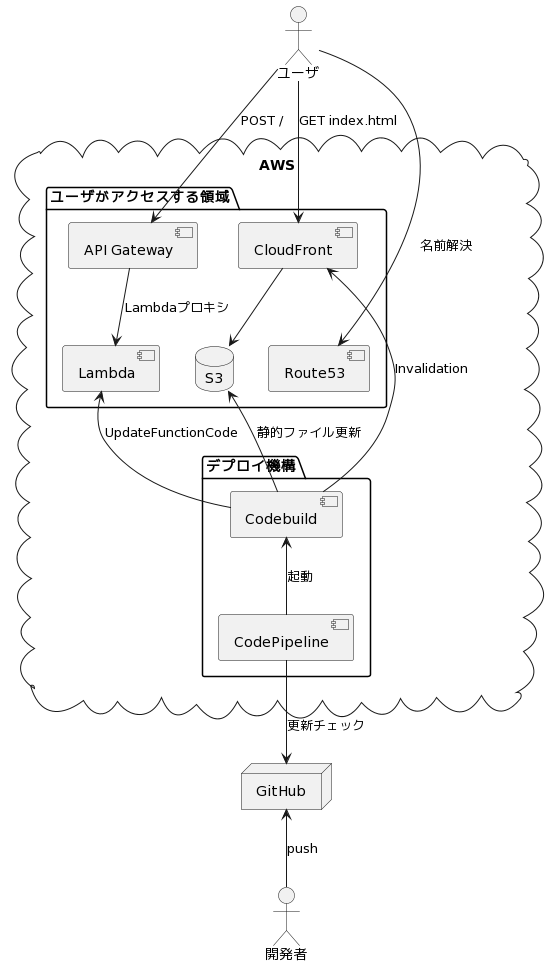 ユーザ
POST /
GET index.html
AWS
ユーザがアクセスする領域
API Gateway
CloudFront
名前解決
Lambdaプロキシ
Lambda
S3
Route53
Invalidation
UpdateFunctionCode
静的ファイル更新
デプロイ機構
Codebuild
起動
CodePipeline
更新チェック
GitHub
push
開発者